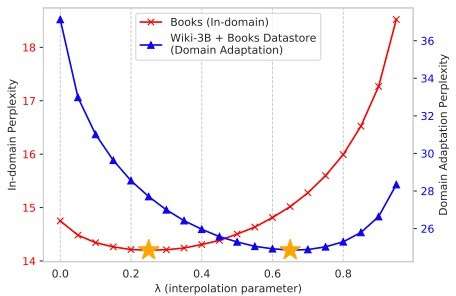 Books (In-domain)
Wiki-3B + Books Datastore
(Domain Adaptation)
In-domain Perplexity
18
17
16
15
14
Domain Adaptation Perplexity
36
34
32
30
28
26
0.0 0.2 0.4 0.6 0.8
λ (interpolation parameter)